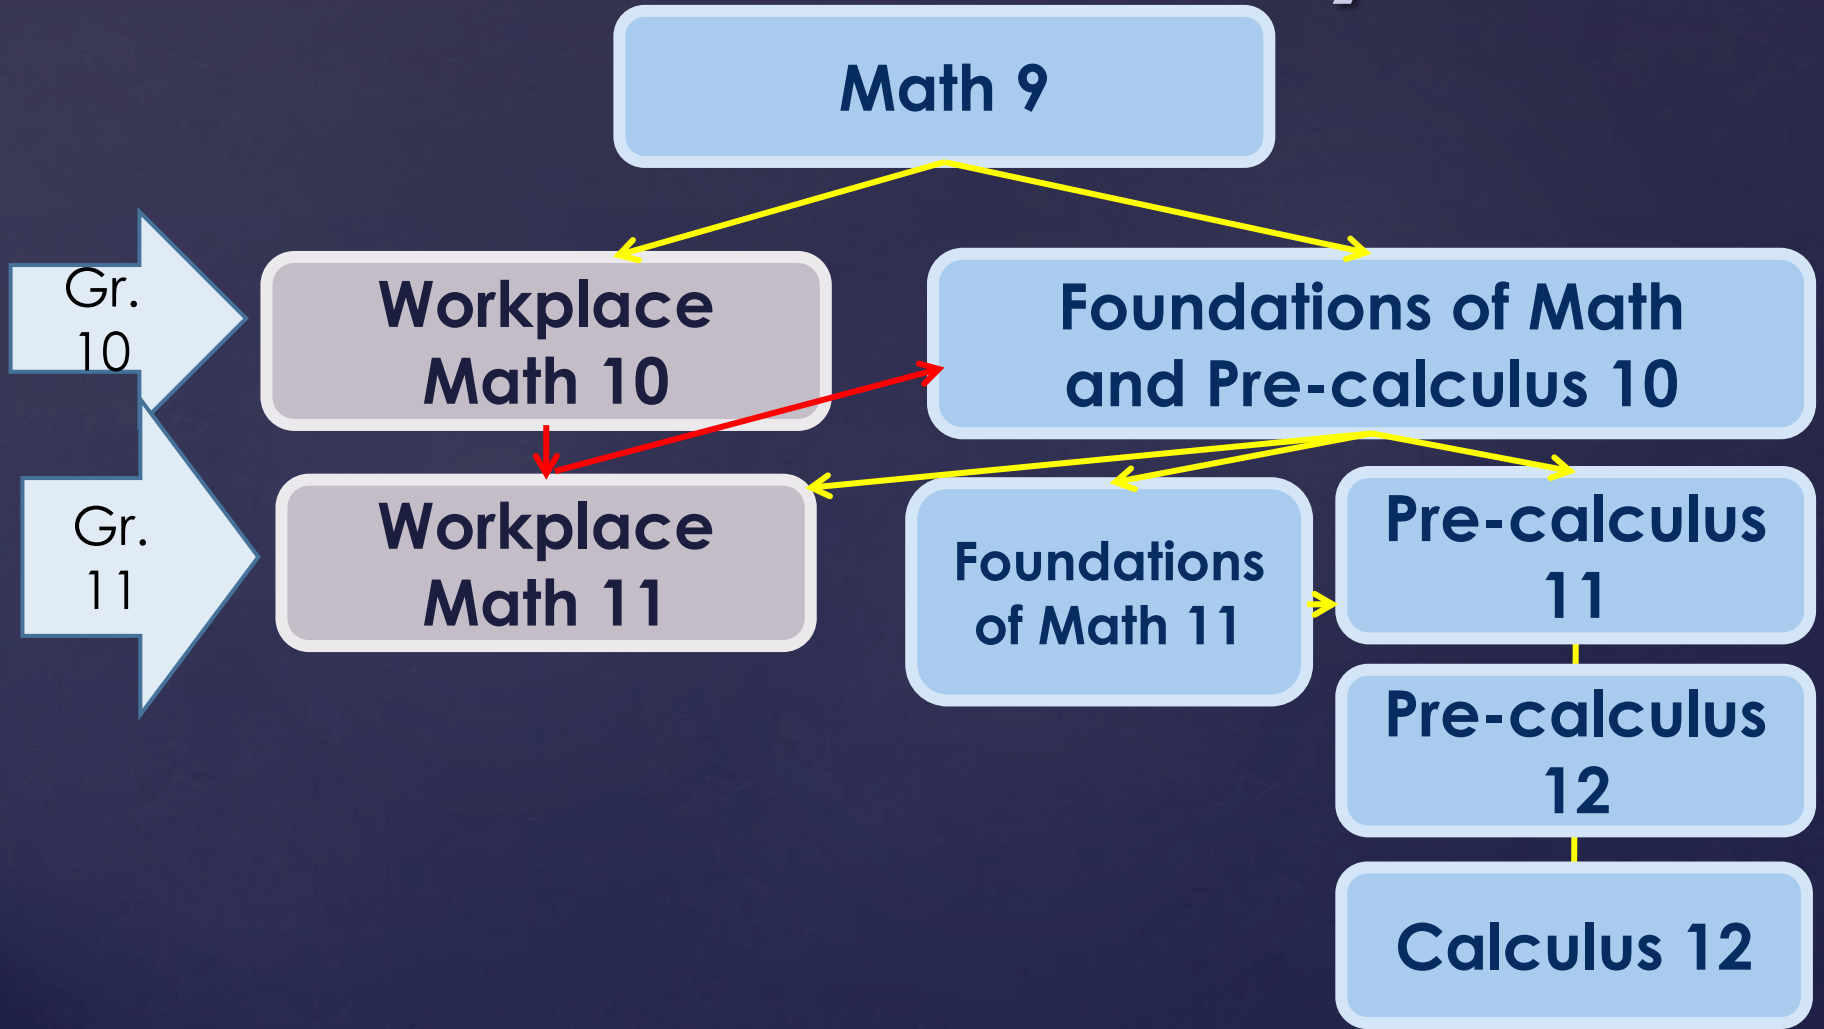 Math 9
Gr.
10
Workplace
Math 10
Foundations of Math
and Pre-calculus 10
Gr.
11
Workplace
Math 11
Foundations
of Math 11
Pre-calculus
11
Pre-calculus
12
Calculus 12